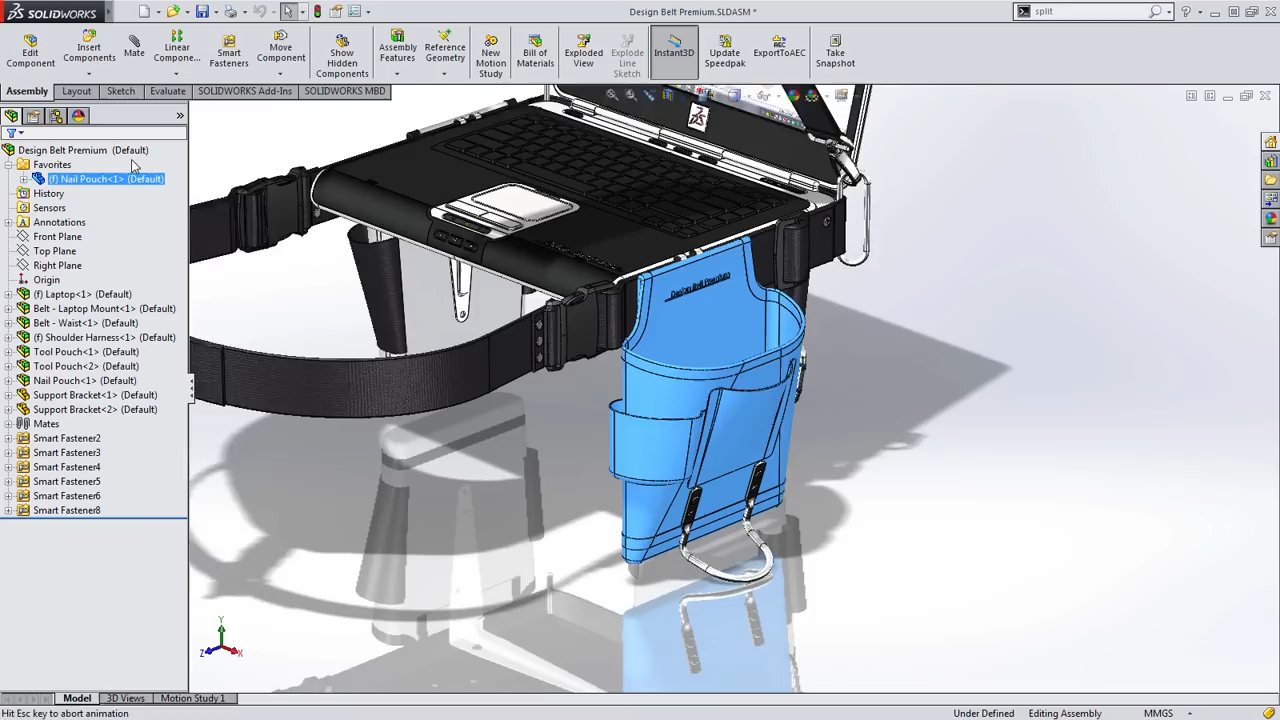 SOLIDWORKS
Design Belt Premium.SLDASM *
split
Edit Component
Insert Components
Mate
Linear Compone...
Smart Fasteners
Move Component
Show Hidden Components
Assembly Features
Reference Geometry
New Motion Study
Bill of Materials
Exploded View
Explode Line Sketch
Instant3D
Update Speedpak
ExportToAEC
Take Snapshot
Assembly
Layout
Sketch
Evaluate
SOLIDWORKS Add-Ins
SOLIDWORKS MBD
Design Belt Premium (Default)
Favorites
(f) Nail Pouch<1> (Default)
History
Sensors
Annotations
Front Plane
Top Plane
Right Plane
Origin
(f) Laptop<1> (Default)
Belt - Laptop Mount<1> (Default)
Belt - Waist<1> (Default)
(f) Shoulder Harness<1> (Default)
Tool Pouch<1> (Default)
Tool Pouch<2> (Default)
Nail Pouch<1> (Default)
Support Bracket<1> (Default)
Support Bracket<2> (Default)
Mates
Smart Fastener2
Smart Fastener3
Smart Fastener4
Smart Fastener5
Smart Fastener6
Smart Fastener8
Design Belt Premium
Y
Z
X
Model
3D Views
Motion Study 1
Hit Esc key to abort animation
Under Defined
Editing Assembly
MMGS